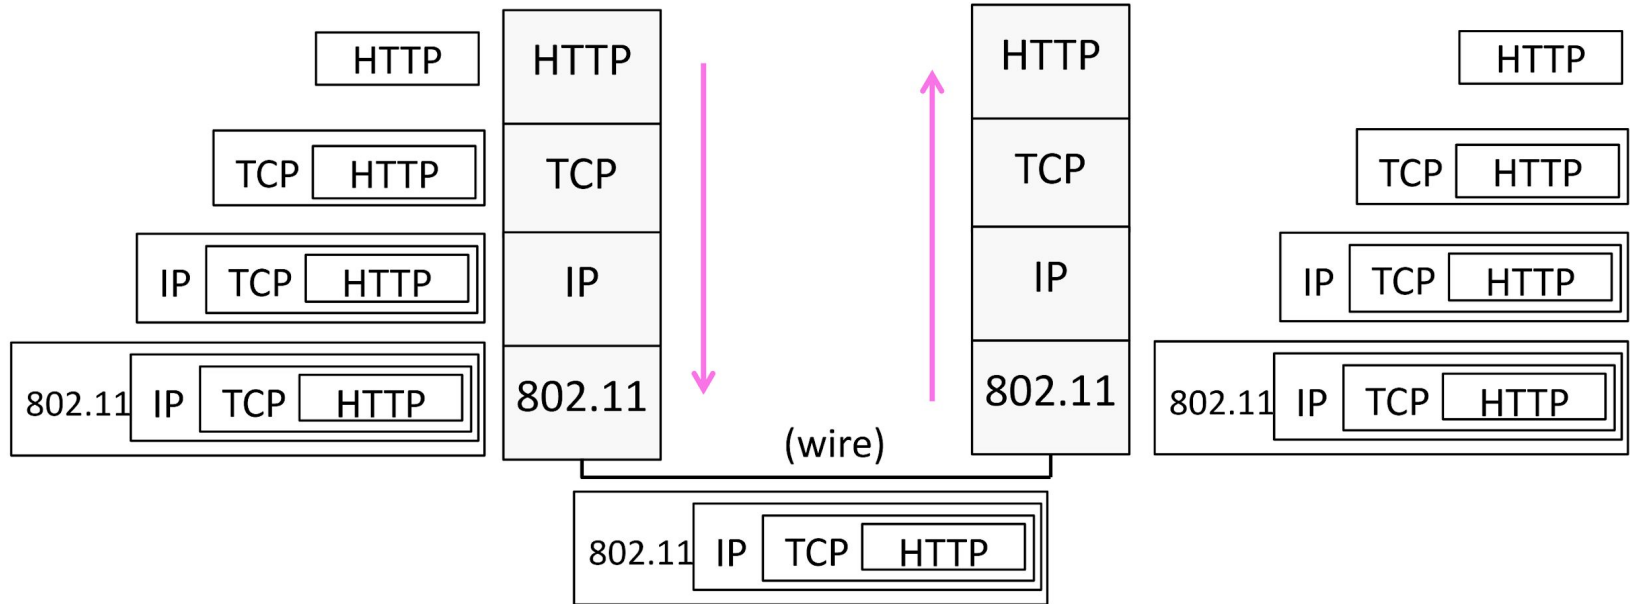 HTTP HTTP HTTP HTTP
TCP HTTP TCP TCP TCP HTTP
IP TCP HTTP IP IP IP TCP HTTP
802.11 IP TCP HTTP 802.11 802.11 802.11 IP TCP HTTP
(wire)
802.11 IP TCP HTTP